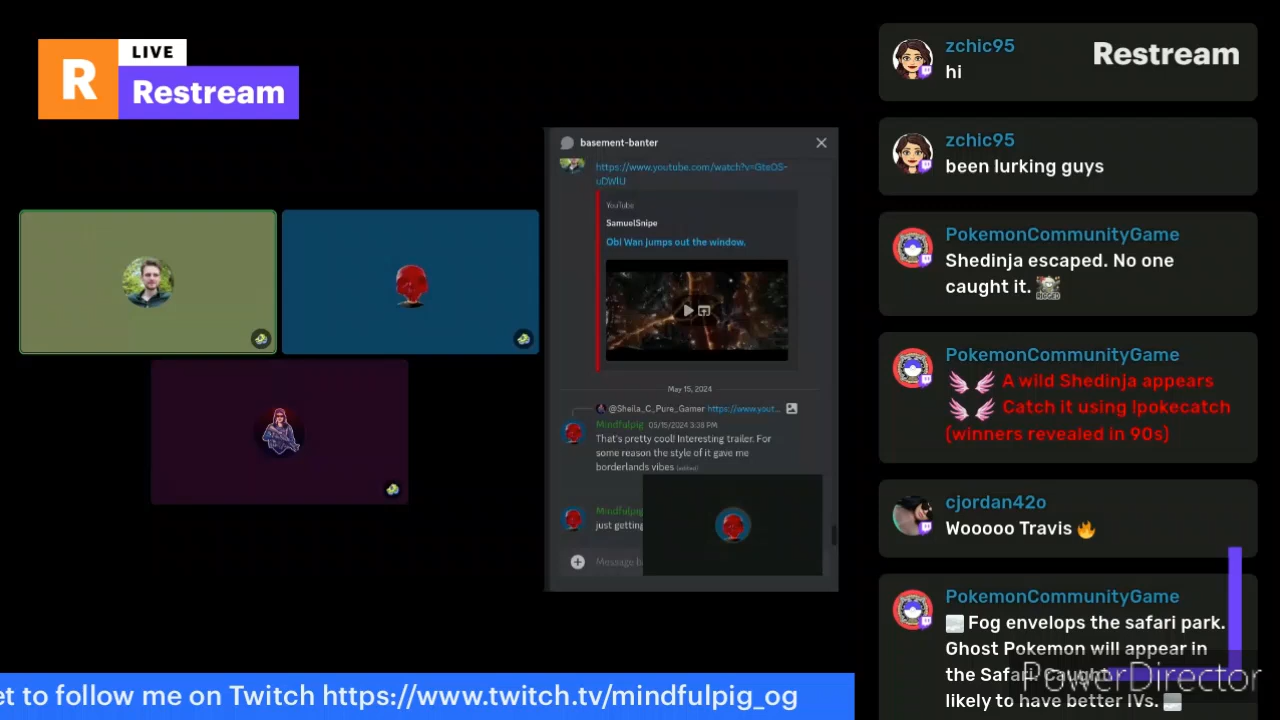 R
LIVE
Restream
basement-banter
https://www.youtube.com/watch?v=GtsOS-
uDWIU
YouTube
SamuelSnipe
Obi Wan jumps out the window.
May 15, 2024
@Sheila_C_Pure_Gamer https://www.yout...
Mindfulpig 05/15/2024 3:38 PM
That's pretty cool! Interesting trailer. For
some reason the style of it gave me
borderlands vibes (edited)
Mindfulpig
just getting
Message
et to follow me on Twitch https://www.twitch.tv/mindfulpig_og
Restream
zchic95
hi
zchic95
been lurking guys
PokemonCommunityGame
Shedinja escaped. No one
caught it.
PokemonCommunityGame
A wild Shedinja appears
Catch it using !pokecatch
(winners revealed in 90s)
cjordan42o
Wooooo Travis 🔥
PokemonCommunityGame
Fog envelops the safari park.
Ghost Pokemon will appear in
the Safari. Caught
likely to have better IVs.
PowerDirector